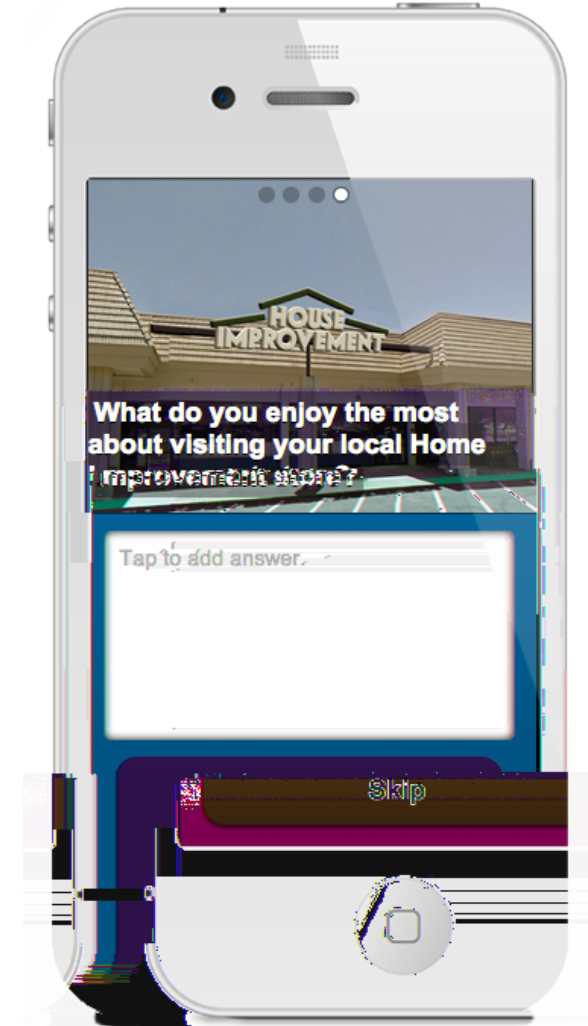 HOUSE
IMPROVEMENT
What do you enjoy the most
about visiting your local Home
improvement store?
Tap to add answer.
Skip